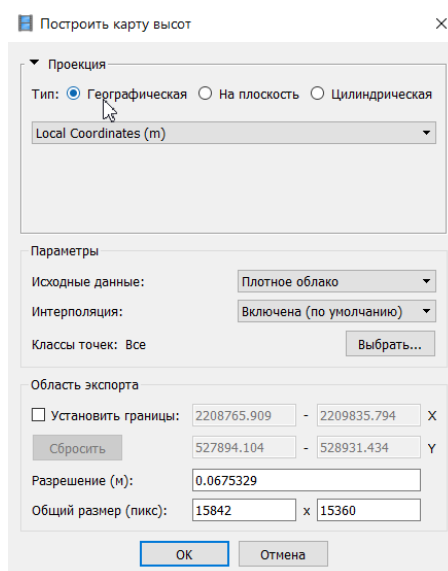 Построить карту высот
Проекция
Тип: Географическая На плоскость Цилиндрическая
Local Coordinates (m)
Параметры
Исходные данные: Плотное облако
Интерполяция: Включена (по умолчанию)
Классы точек: Все Выбрать...
Область экспорта
Установить границы: 2208765.909 - 2209835.794 X
Сбросить 527894.104 - 528931.434 Y
Разрешение (м): 0.0675329
Общий размер (пикс): 15842 x 15360
OK Отмена